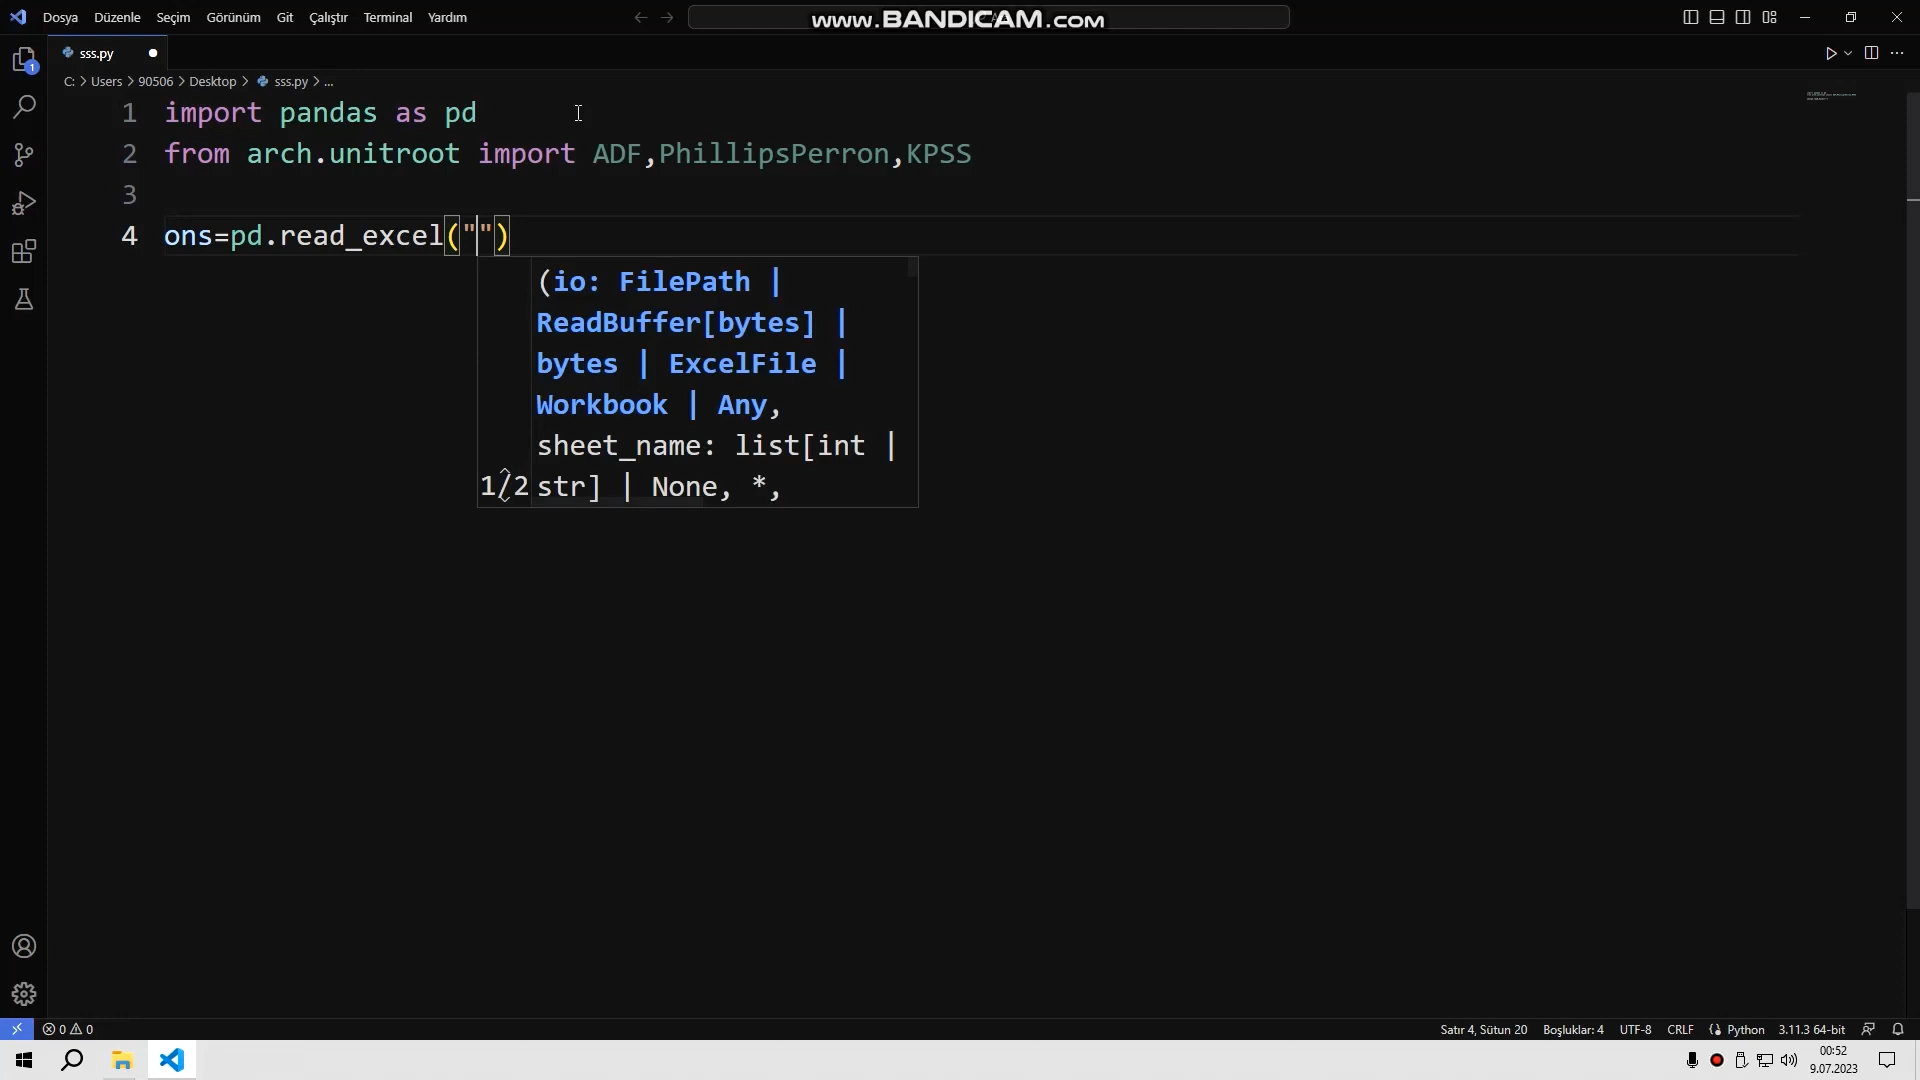 Dosya Düzenle Seçim Görünüm Git Çalıştır Terminal Yardım
www.BANDICAM.com
sss.py
C: > Users > 90506 > Desktop > sss.py > ...
1
1 import pandas as pd
2 from arch.unitroot import ADF,PhillipsPerron,KPSS
3
4 ons=pd.read_excel("")
(io: FilePath |
ReadBuffer[bytes] |
bytes | ExcelFile |
Workbook | Any,
sheet_name: list[int |
1/2 str] | None, *,
0 0 Satır 4, Sütun 20 Boşluklar: 4 UTF-8 CRLF Python 3.11.3 64-bit
00:52
9.07.2023